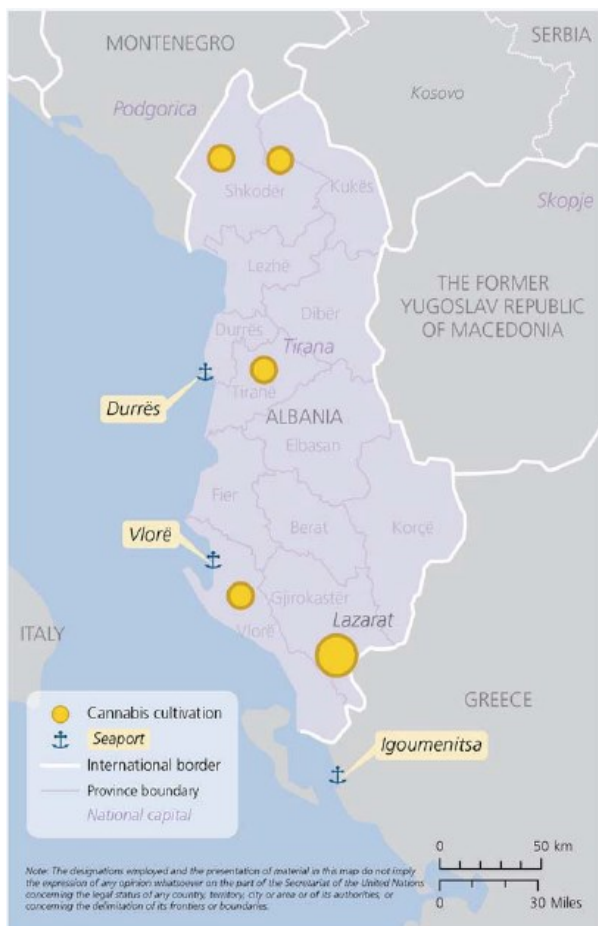 MONTENEGRO
SERBIA
Podgorica
Kosovo
Shkodër
Kukës
Skopje
Lezhë
THE FORMER
YUGOSLAV REPUBLIC
OF MACEDONIA
Dibër
Durrës
Tirana
Tiranë
Durrës
ALBANIA
Elbasan
Fier
Vlorë
Berat
Korçë
Gjirokastër
Lazarat
Vlorë
ITALY
GREECE
Cannabis cultivation
Seaport
Igoumenitsa
International border
Province boundary
National capital
0 50 km
0 30 Miles
Note: The designations employed and the presentation of material in this map do not imply
the expression of any opinion whatsoever on the part of the Secretariat of the United Nations
concerning the legal status of any country, territory, city or area or of its authorities, or
concerning the delimitation of its frontiers or boundaries.